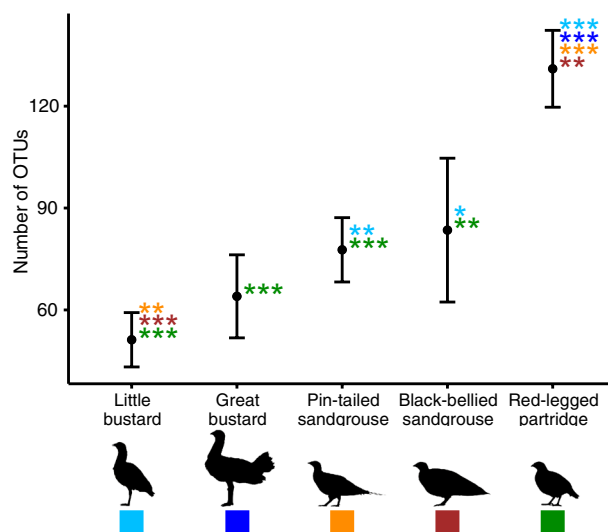 Number of OTUs
120
90
60
***
***
***
**
*
**
**
***
***
**
***
***
Little
bustard
Great
bustard
Pin-tailed
sandgrouse
Black-bellied
sandgrouse
Red-legged
partridge